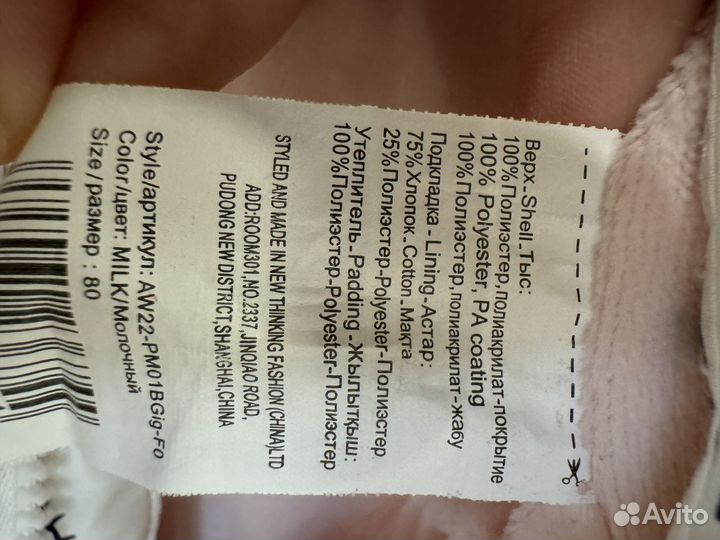 Верх-Shell-Тыс:
100%Полиэстер,полиакрилат-покрытие
100% Polyester, PA coating
100%Полиэстер,полиакрилат-жабу
Подкладка - Lining-Астар:
75% Хлопок-Cotton-Мақта
25%Полиэстер-Polyester-Полиэстер
Утеплитель-Padding-Жылытқыш:
100%Полиэстер-Polyester-Полиэстер
STYLED AND MADE IN NEW THINKING FASHION (CHINA)LTD
ADD:ROOM301,NO.2337,JINQIAO ROAD,
PUDONG NEW DISTRICT,SHANGHAI,CHINA
Style/артикул: AW22-PM01BGig-Fo
Color/цвет: MILK/Молочный
Size/размер : 80
Avito